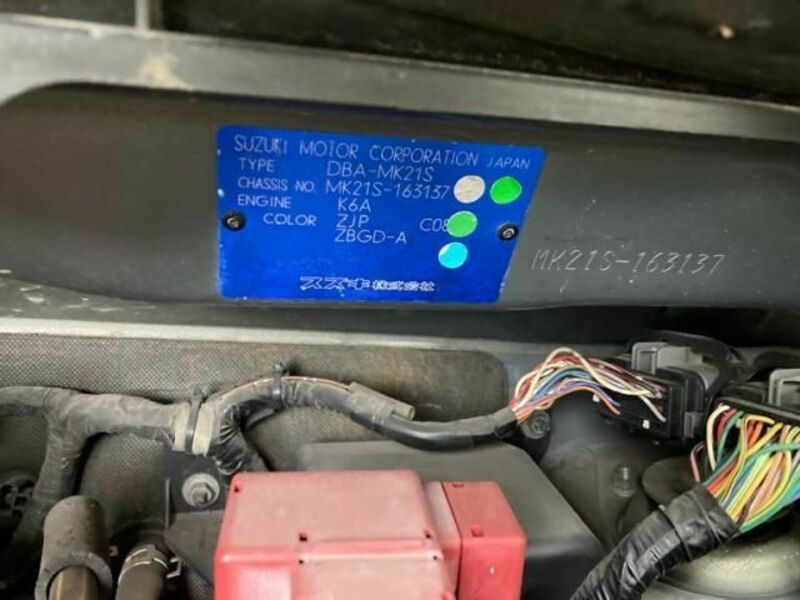 SUZUKI MOTOR CORPORATION JAPAN
TYPE DBA-MK21S
CHASSIS NO. MK21S-163137
ENGINE K6A
COLOR ZJP C08
ZBGD-A
スズキ株式会社
MK21S-163137